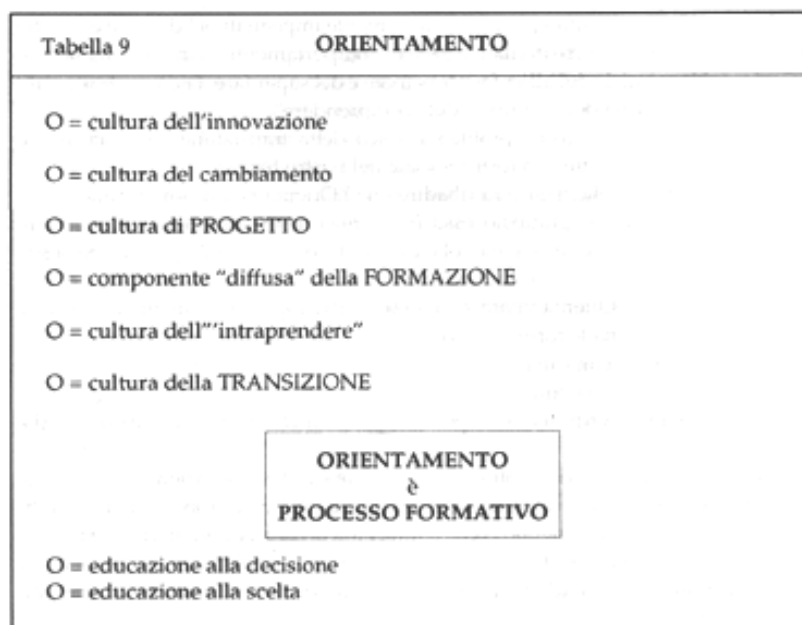 Tabella 9 ORIENTAMENTO
O = cultura dell'innovazione
O = cultura del cambiamento
O = cultura di PROGETTO
O = componente "diffusa" della FORMAZIONE
O = cultura dell'"intraprendere"
O = cultura della TRANSIZIONE
ORIENTAMENTO
è
PROCESSO FORMATIVO
O = educazione alla decisione
O = educazione alla scelta